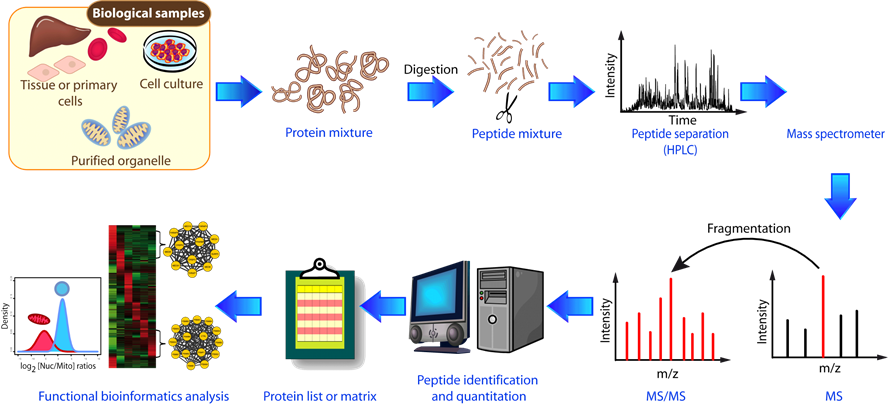 Biological samples
Tissue or primary
cells
Cell culture
Purified organelle
Protein mixture
Digestion
Peptide mixture
Intensity
Time
Peptide separation
(HPLC)
Mass spectrometer
Fragmentation
Intensity
m/z
MS
Intensity
m/z
MS/MS
Peptide identification
and quantitation
Protein list or matrix
Density
log2 [Nuc/Mito] ratios
Functional bioinformatics analysis